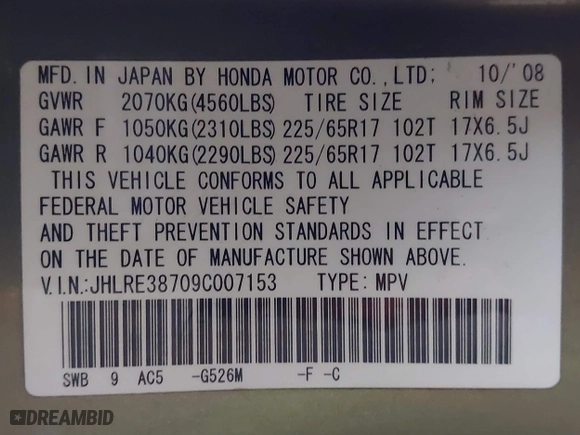 MFD. IN JAPAN BY HONDA MOTOR CO., LTD: 10/'08
GVWR 2070KG(4560LBS) TIRE SIZE RIM SIZE
GAWR F 1050KG(2310LBS) 225/65R17 102T 17X6.5J
GAWR R 1040KG(2290LBS) 225/65R17 102T 17X6.5J
THIS VEHICLE CONFORMS TO ALL APPLICABLE
FEDERAL MOTOR VEHICLE SAFETY
AND THEFT PREVENTION STANDARDS IN EFFECT
ON THE DATE OF MANUFACTURE SHOWN ABOVE.
V.I.N.:JHLRE38709C007153 TYPE: MPV
SWB 9 AC5 -G526M -F -C
DREAMBID